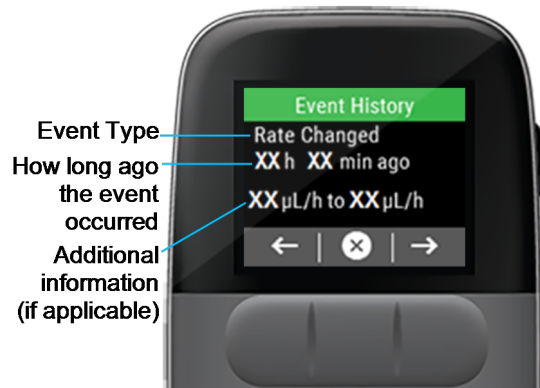 Event History
Event Type
Rate Changed
How long ago
the event
occurred
XX h XX min ago
Additional
information
(if applicable)
XX µL/h to XX µL/h